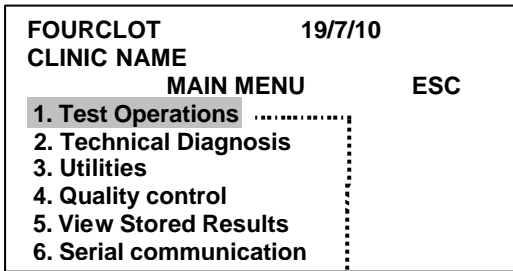 FOURCLOT 19/7/10
CLINIC NAME
MAIN MENU ESC
1. Test Operations
2. Technical Diagnosis
3. Utilities
4. Quality control
5. View Stored Results
6. Serial communication